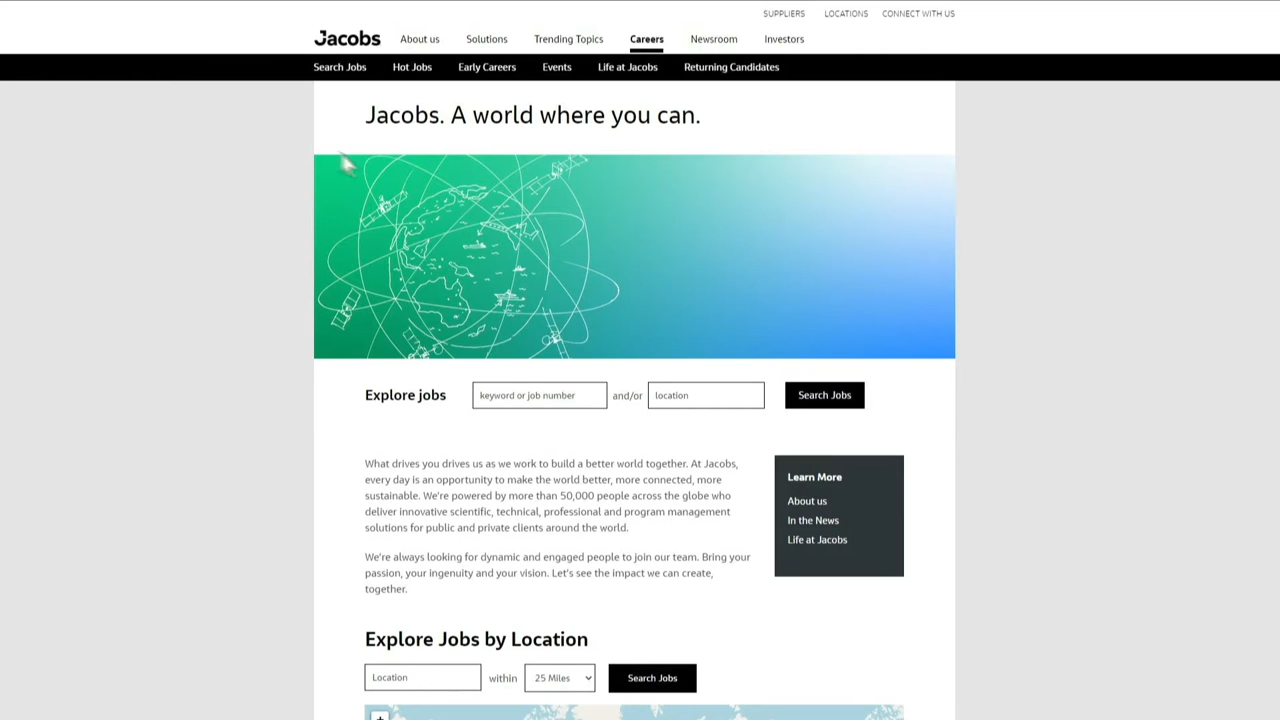 SUPPLIERS LOCATIONS CONNECT WITH US
Jacobs About us Solutions Trending Topics Careers Newsroom Investors
Search Jobs Hot Jobs Early Careers Events Life at Jacobs Returning Candidates
Jacobs. A world where you can.
Explore jobs keyword or job number and/or location Search Jobs
What drives you drives us as we work to build a better world together. At Jacobs,
every day is an opportunity to make the world better, more connected, more
sustainable. We're powered by more than 50,000 people across the globe who
deliver innovative scientific, technical, professional and program management
solutions for public and private clients around the world.
We're always looking for dynamic and engaged people to join our team. Bring your
passion, your ingenuity and your vision. Let's see the impact we can create,
together.
Learn More
About us
In the News
Life at Jacobs
Explore Jobs by Location
Location within 25 Miles Search Jobs
+